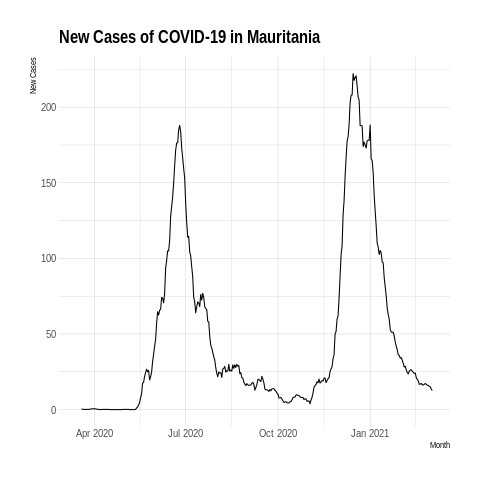 New Cases of COVID-19 in Mauritania
New Cases
200
150
100
50
0
Apr 2020 Jul 2020 Oct 2020 Jan 2021
Month